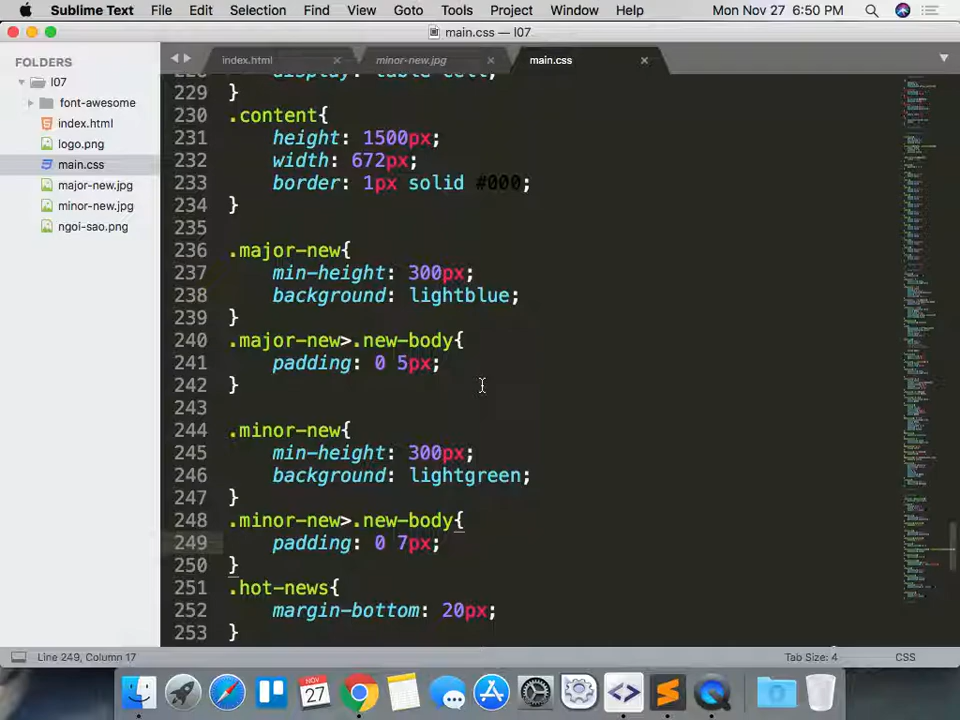 Sublime Text File Edit Selection Find View Goto Tools Project Window Help Mon Nov 27 6:50 PM
main.css — l07
FOLDERS
l07
font-awesome
index.html
logo.png
main.css
major-new.jpg
minor-new.jpg
ngoi-sao.png
index.html minor-new.jpg main.css
228 display: table-cell;
229 }
230 .content{
231 height: 1500px;
232 width: 672px;
233 border: 1px solid #000;
234 }
235
236 .major-new{
237 min-height: 300px;
238 background: lightblue;
239 }
240 .major-new>.new-body{
241 padding: 0 5px;
242 }
243
244 .minor-new{
245 min-height: 300px;
246 background: lightgreen;
247 }
248 .minor-new>.new-body{
249 padding: 0 7px;
250 }
251 .hot-news{
252 margin-bottom: 20px;
253 }
Line 249, Column 17 Tab Size: 4 CSS
NOV
27